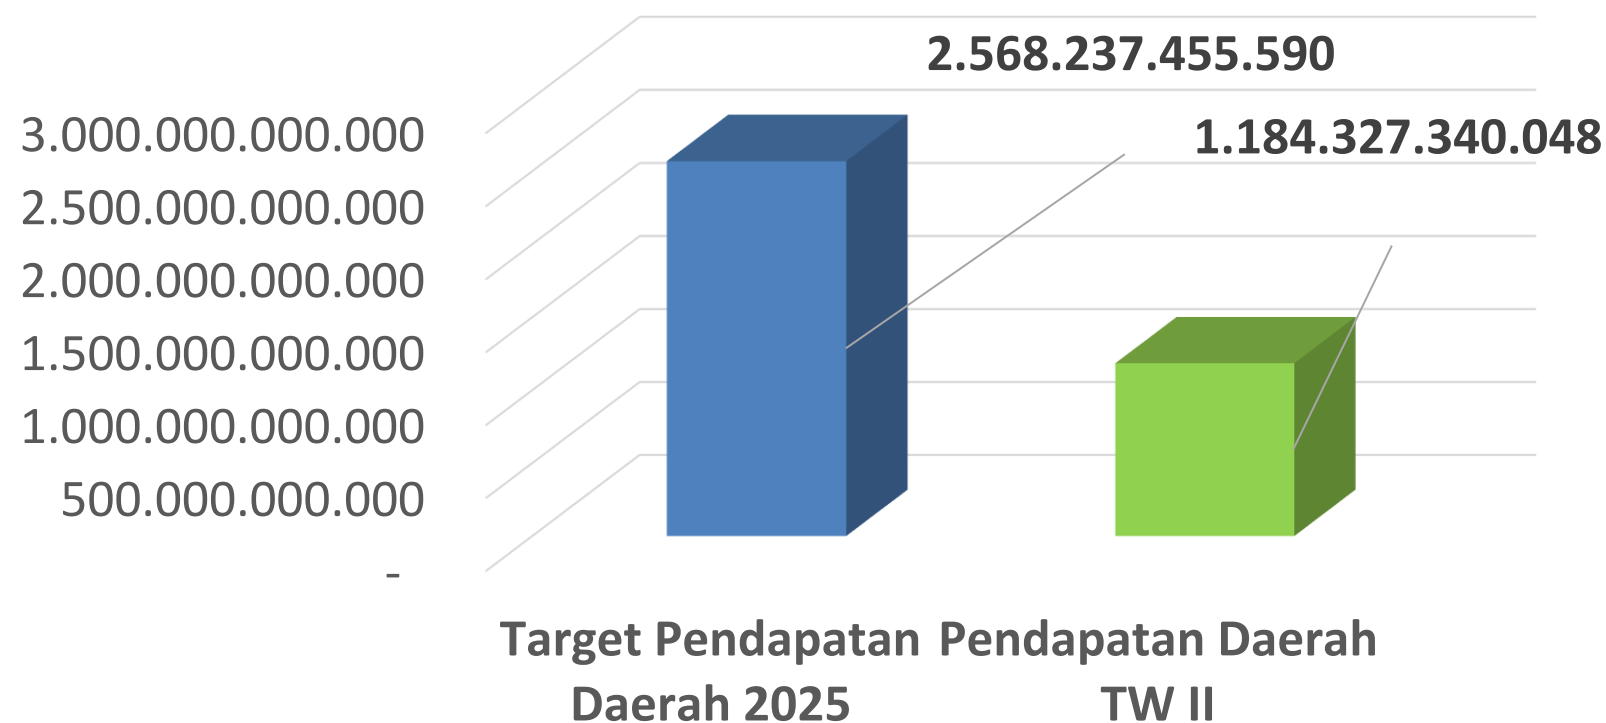 2.568.237.455.590
1.184.327.340.048
3.000.000.000.000
2.500.000.000.000
2.000.000.000.000
1.500.000.000.000
1.000.000.000.000
500.000.000.000
-
Target Pendapatan
Daerah 2025
Pendapatan Daerah
TW II